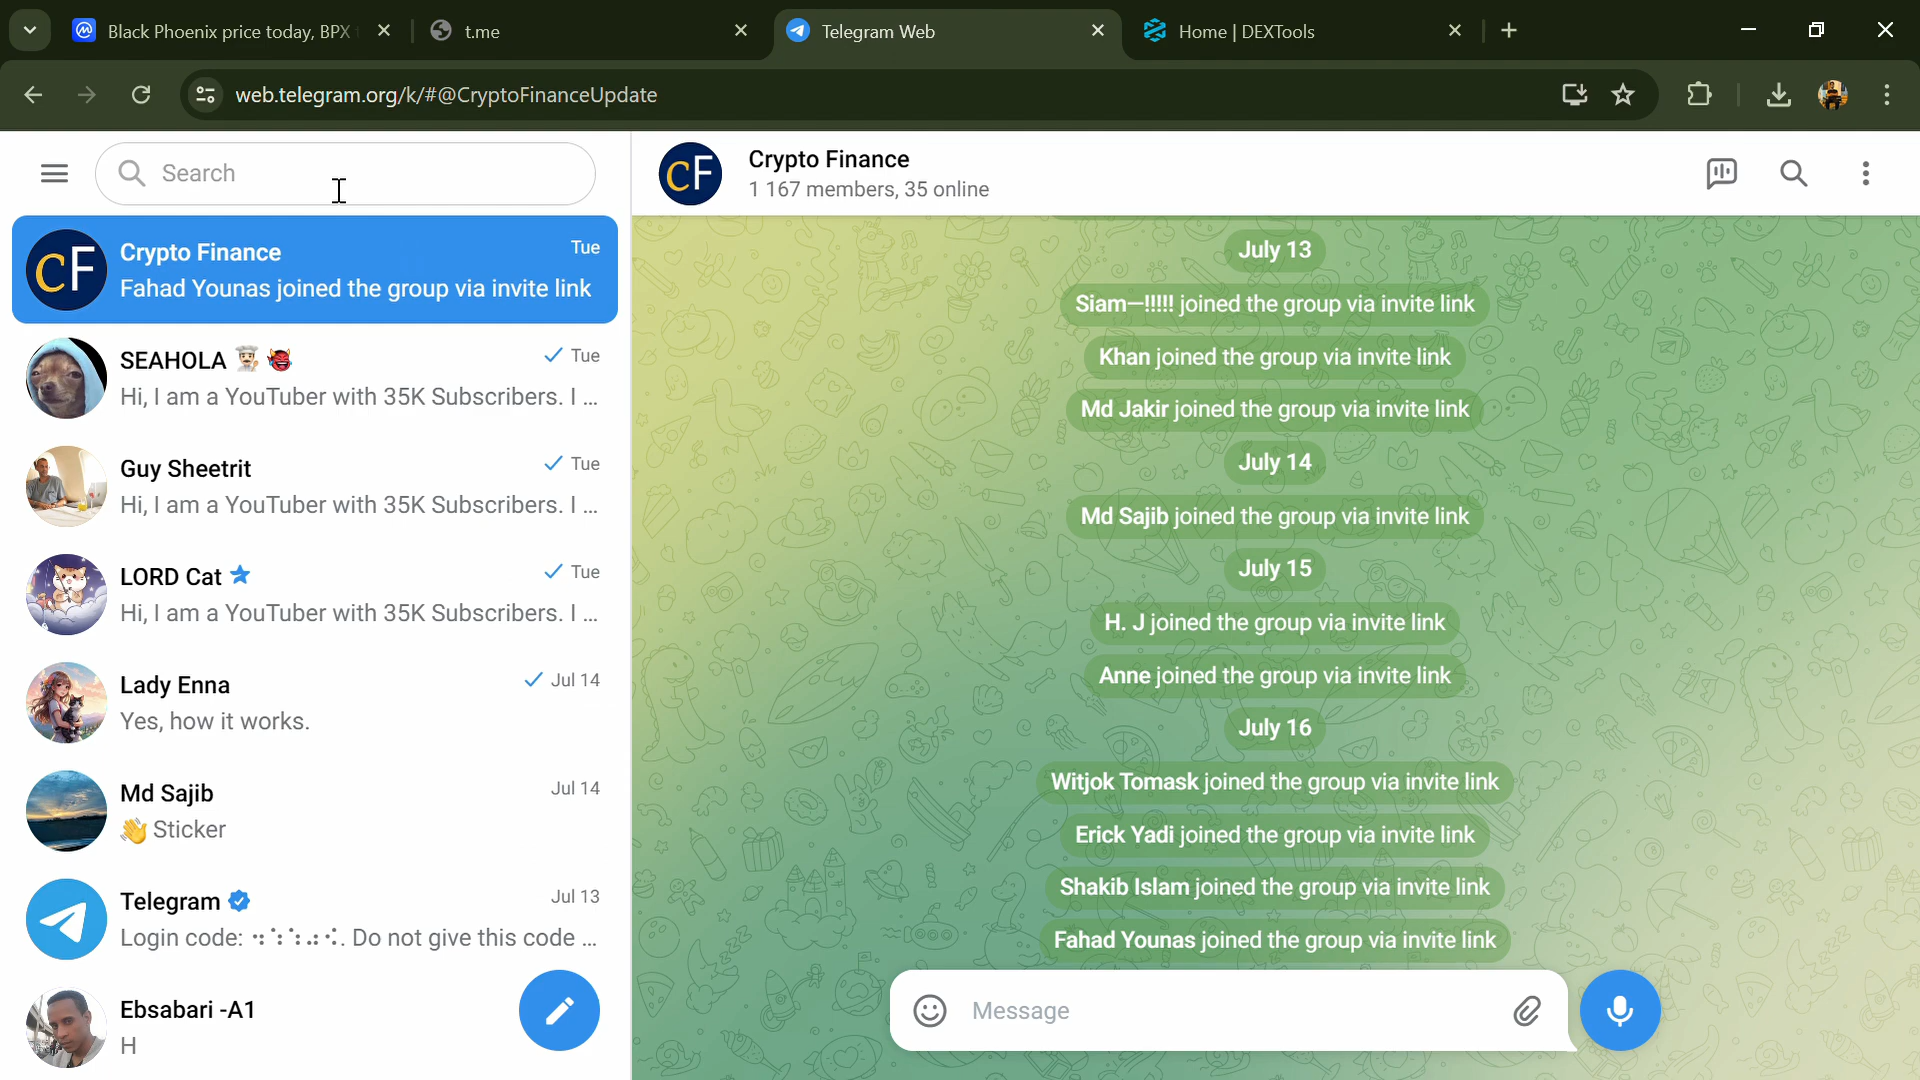 Black Phoenix price today, BPX
t.me
Telegram Web
Home | DEXTools
web.telegram.org/k/#@CryptoFinanceUpdate
Search
Crypto Finance Tue
Fahad Younas joined the group via invite link
SEAHOLA 👨🏻‍🍳 👹 Tue
Hi, I am a YouTuber with 35K Subscribers. I ...
Guy Sheetrit Tue
Hi, I am a YouTuber with 35K Subscribers. I ...
LORD Cat Tue
Hi, I am a YouTuber with 35K Subscribers. I ...
Lady Enna Jul 14
Yes, how it works.
Md Sajib Jul 14
👋 Sticker
Telegram Jul 13
Login code: . Do not give this code ...
Ebsabari -A1
H
CF Crypto Finance
1 167 members, 35 online
July 13
Siam—!!!!! joined the group via invite link
Khan joined the group via invite link
Md Jakir joined the group via invite link
July 14
Md Sajib joined the group via invite link
July 15
H. J joined the group via invite link
Anne joined the group via invite link
July 16
Witjok Tomask joined the group via invite link
Erick Yadi joined the group via invite link
Shakib Islam joined the group via invite link
Fahad Younas joined the group via invite link
Message